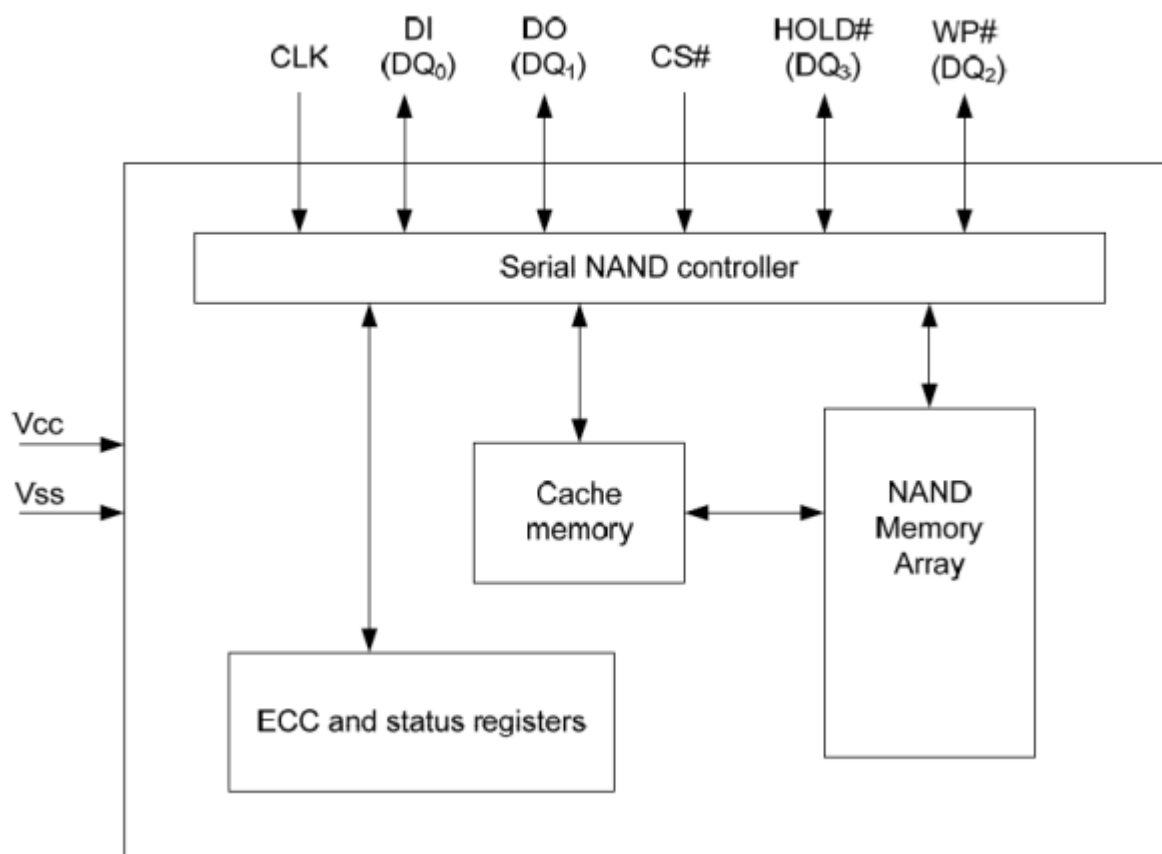 CLK
DI
(DQ₀)
DO
(DQ₁)
CS#
HOLD#
(DQ₃)
WP#
(DQ₂)
Serial NAND controller
Vcc
Vss
Cache
memory
NAND
Memory
Array
ECC and status registers